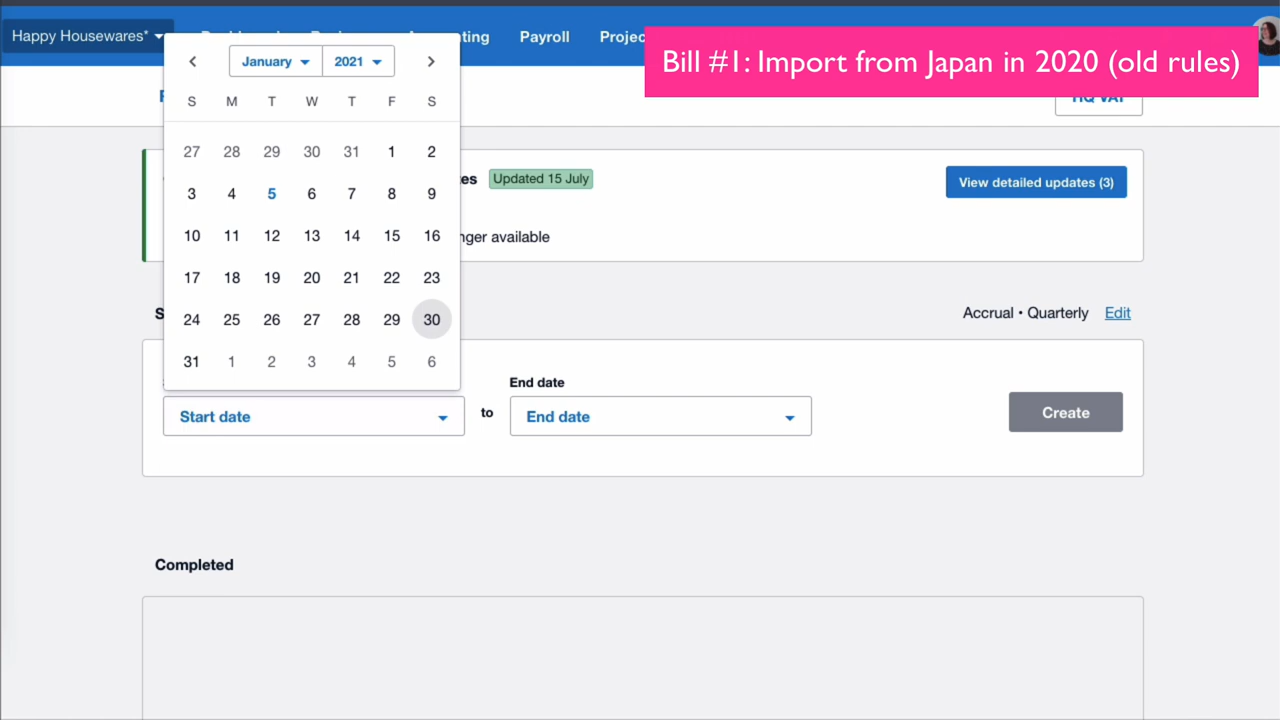 Happy Housewares*
Payroll
Bill #1: Import from Japan in 2020 (old rules)
January 2021
S M T W T F S
27 28 29 30 31 1 2
3 4 5 6 7 8 9
10 11 12 13 14 15 16
17 18 19 20 21 22 23
24 25 26 27 28 29 30
31 1 2 3 4 5 6
Updated 15 July
View detailed updates (3)
available
Accrual • Quarterly Edit
End date
Start date to End date
Create
Completed